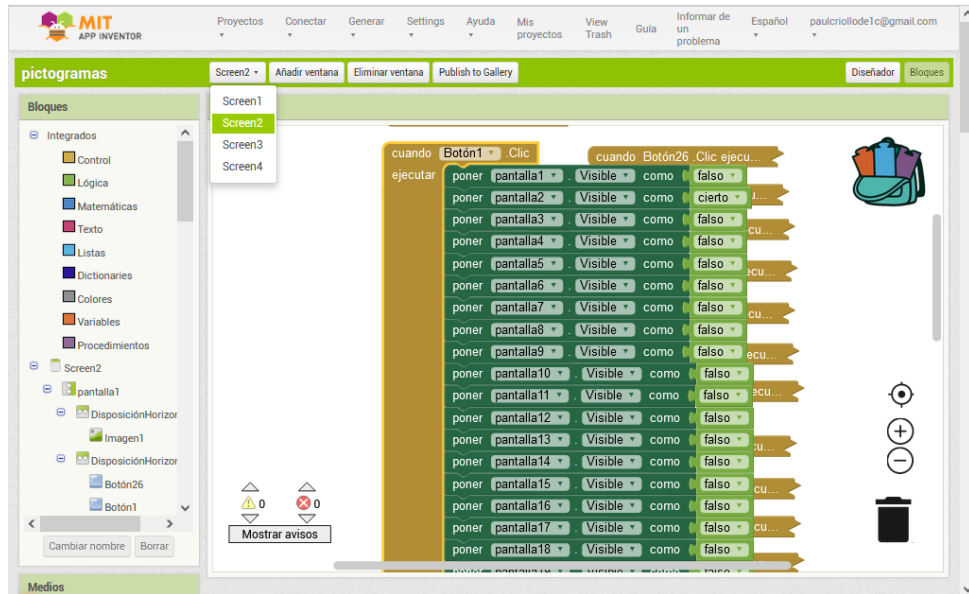 MIT
APP INVENTOR
Proyectos
Conectar
Generar
Settings
Ayuda
Mis proyectos
View Trash
Guía
Informar de un problema
Español
paulcriollode1c@gmail.com
pictogramas
Screen2
Añadir ventana
Eliminar ventana
Publish to Gallery
Diseñador
Bloques
Screen1
Screen2
Screen3
Screen4
Bloques
Integrados
Control
Lógica
Matemáticas
Texto
Listas
Dictionaries
Colores
Variables
Procedimientos
Screen2
pantalla1
DisposiciónHorizor
Imagen1
DisposiciónHorizor
Botón26
Botón1
Cambiar nombre
Borrar
Medios
cuando Botón1 .Clic
cuando Botón26 .Clic ejecu...
ejecutar poner pantalla1 . Visible como falso
poner pantalla2 . Visible como cierto
poner pantalla3 . Visible como falso
poner pantalla4 . Visible como falso
poner pantalla5 . Visible como falso
poner pantalla6 . Visible como falso
poner pantalla7 . Visible como falso
poner pantalla8 . Visible como falso
poner pantalla9 . Visible como falso
poner pantalla10 . Visible como falso
poner pantalla11 . Visible como falso
poner pantalla12 . Visible como falso
poner pantalla13 . Visible como falso
poner pantalla14 . Visible como falso
poner pantalla15 . Visible como falso
poner pantalla16 . Visible como falso
poner pantalla17 . Visible como falso
poner pantalla18 . Visible como falso
0
0
Mostrar avisos